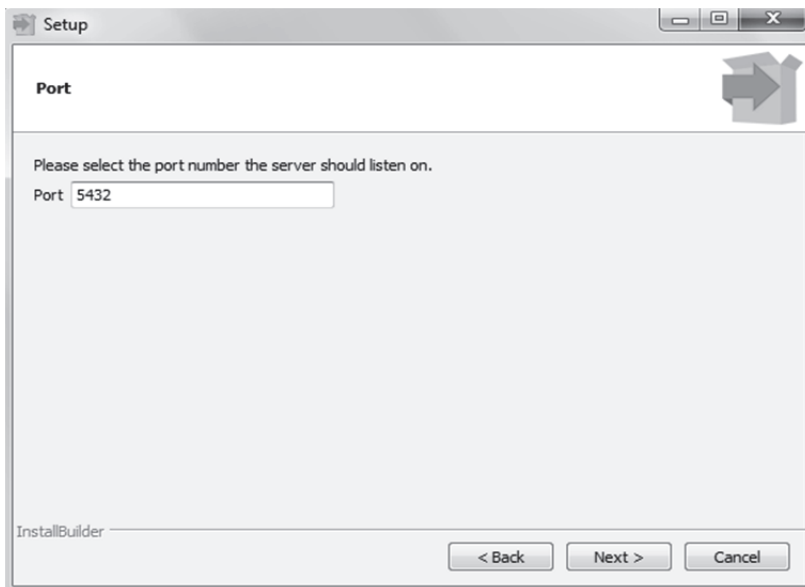 Setup
Port
Please select the port number the server should listen on.
Port 5432
InstallBuilder
< Back Next > Cancel